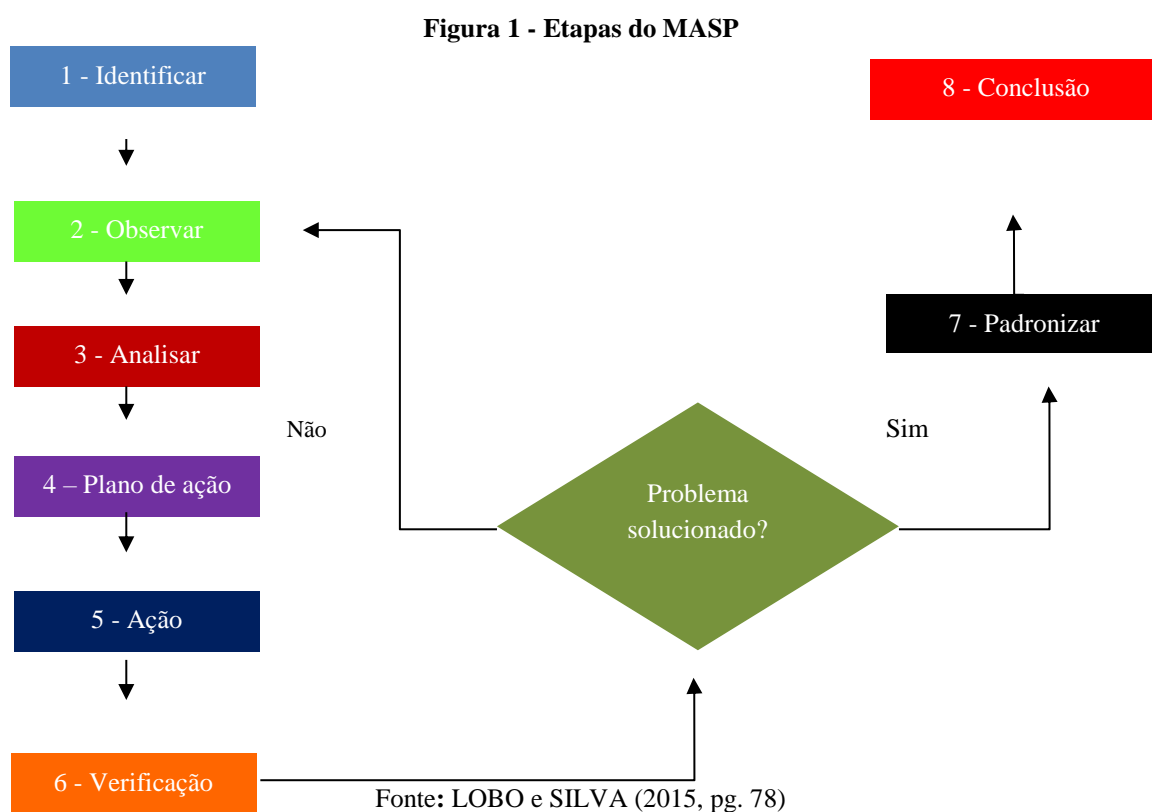 Figura 1 - Etapas do MASP
1 - Identificar
8 - Conclusão
2 - Observar
7 - Padronizar
3 - Analisar
Não
Sim
4 – Plano de ação
Problema
solucionado?
5 - Ação
6 - Verificação
Fonte: LOBO e SILVA (2015, pg. 78)